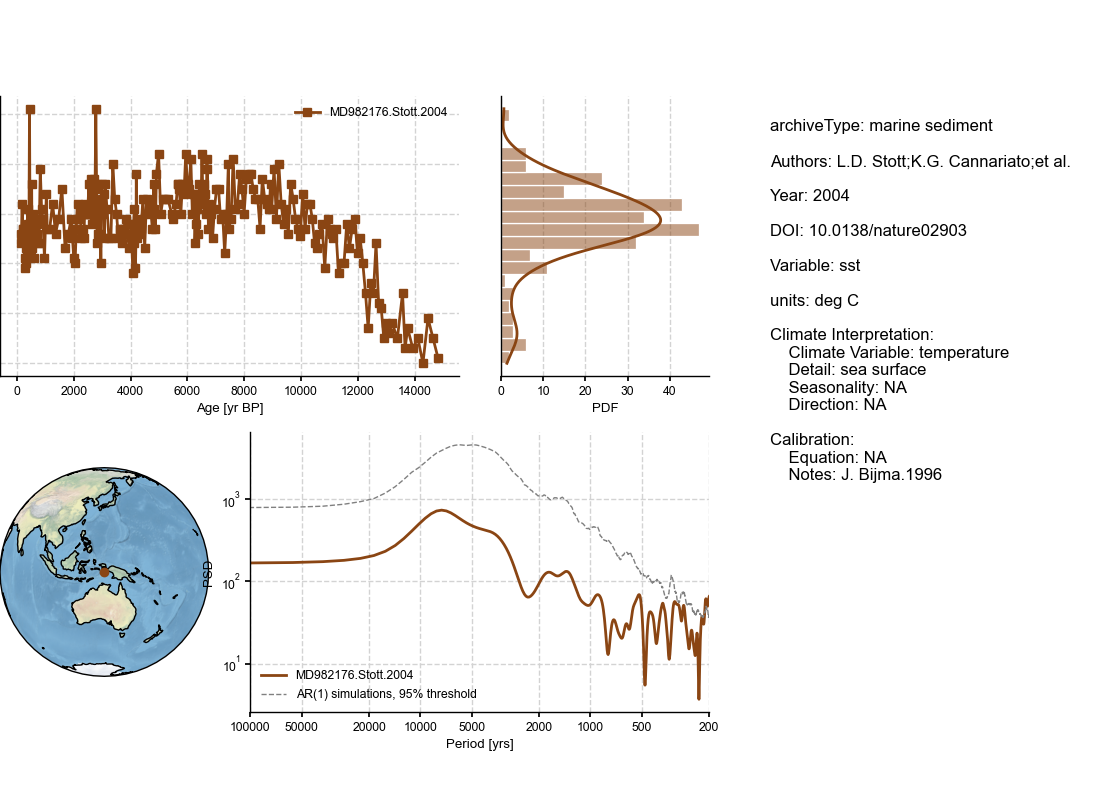 MD982176.Stott.2004
0 2000 4000 6000 8000 10000 12000 14000
Age [yr BP]
0 10 20 30 40
PDF
archiveType: marine sediment
Authors: L.D. Stott;K.G. Cannariato;et al.
Year: 2004
DOI: 10.0138/nature02903
Variable: sst
units: deg C
Climate Interpretation:
Climate Variable: temperature
Detail: sea surface
Seasonality: NA
Direction: NA
Calibration:
Equation: NA
Notes: J. Bijma.1996
PSD
10³
10²
10¹
MD982176.Stott.2004
AR(1) simulations, 95% threshold
100000 50000 20000 10000 5000 2000 1000 500 200
Period [yrs]